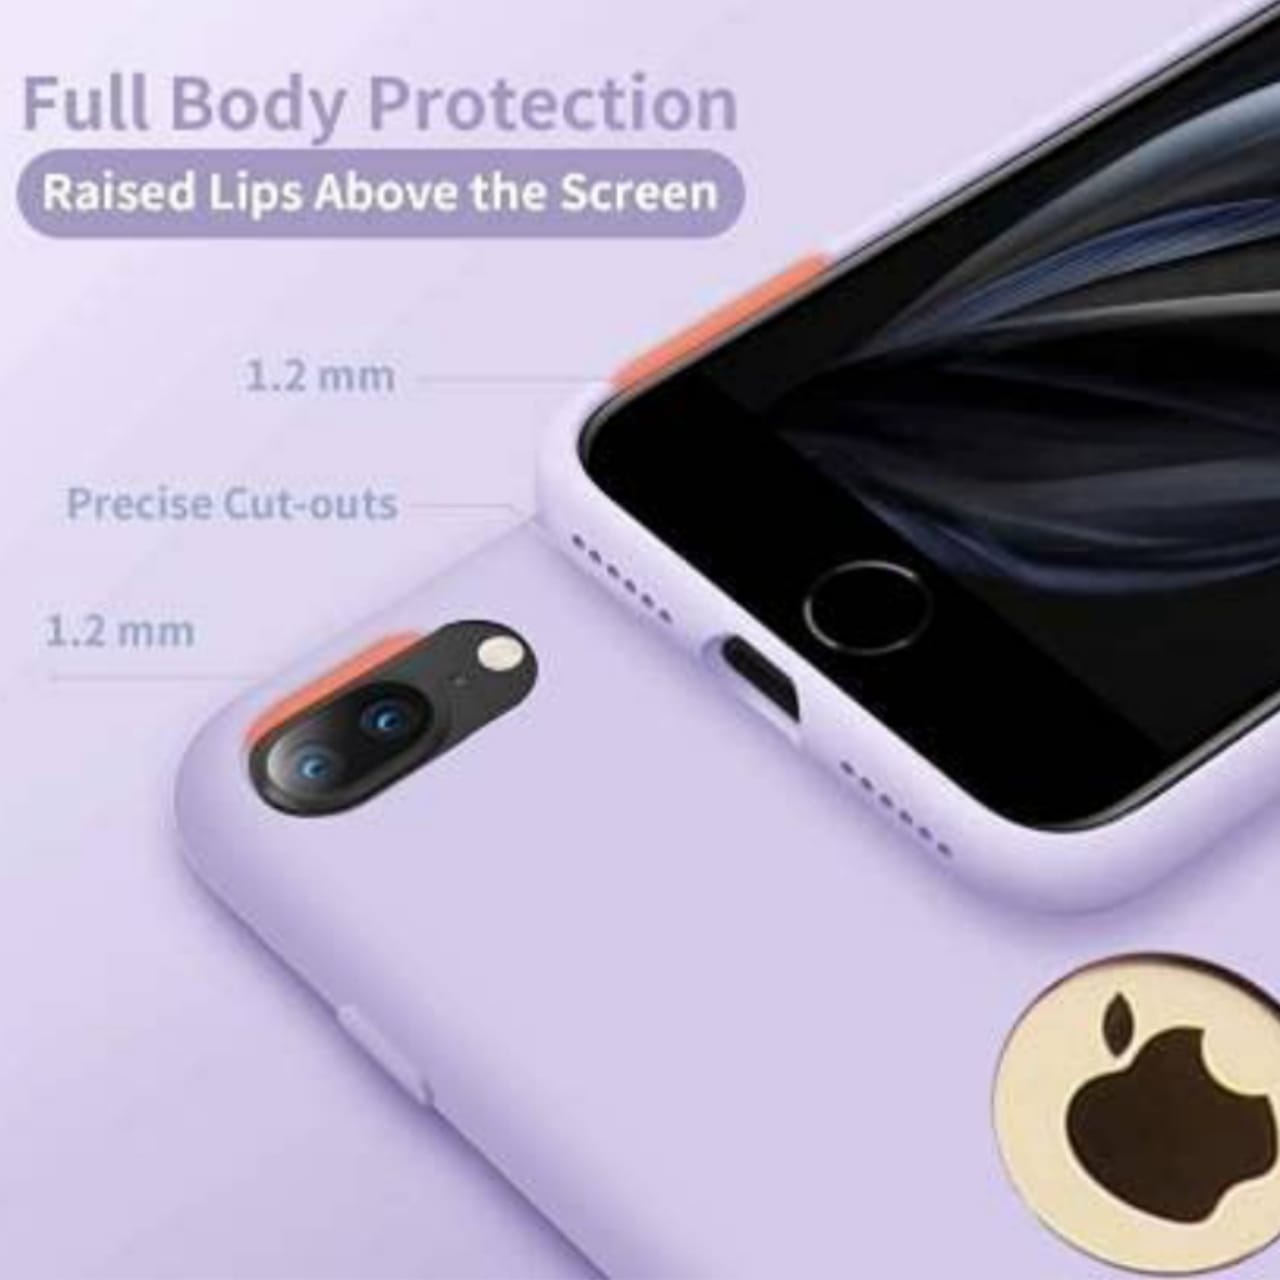 Full Body Protection
Raised Lips Above the Screen
1.2 mm
Precise Cut-outs
1.2 mm